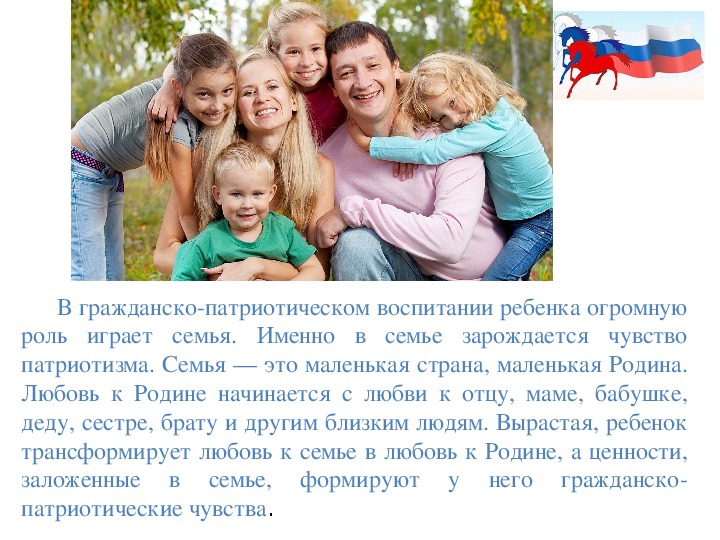 В гражданско-патриотическом воспитании ребенка огромную
роль играет семья. Именно в семье зарождается чувство
патриотизма. Семья — это маленькая страна, маленькая Родина.
Любовь к Родине начинается с любви к отцу, маме, бабушке,
деду, сестре, брату и другим близким людям. Вырастая, ребенок
трансформирует любовь к семье в любовь к Родине, а ценности,
заложенные в семье, формируют у него гражданско-
патриотические чувства.